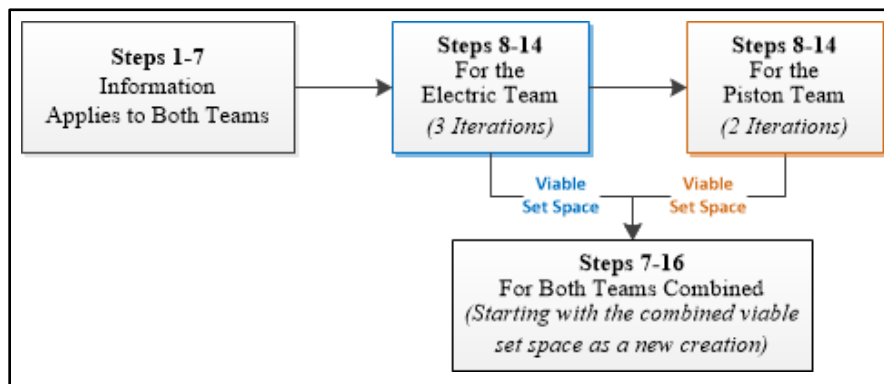 Steps 1-7
Information
Applies to Both Teams
Steps 8-14
For the
Electric Team
(3 Iterations)
Steps 8-14
For the
Piston Team
(2 Iterations)
Viable
Set Space
Viable
Set Space
Steps 7-16
For Both Teams Combined
(Starting with the combined viable
set space as a new creation)